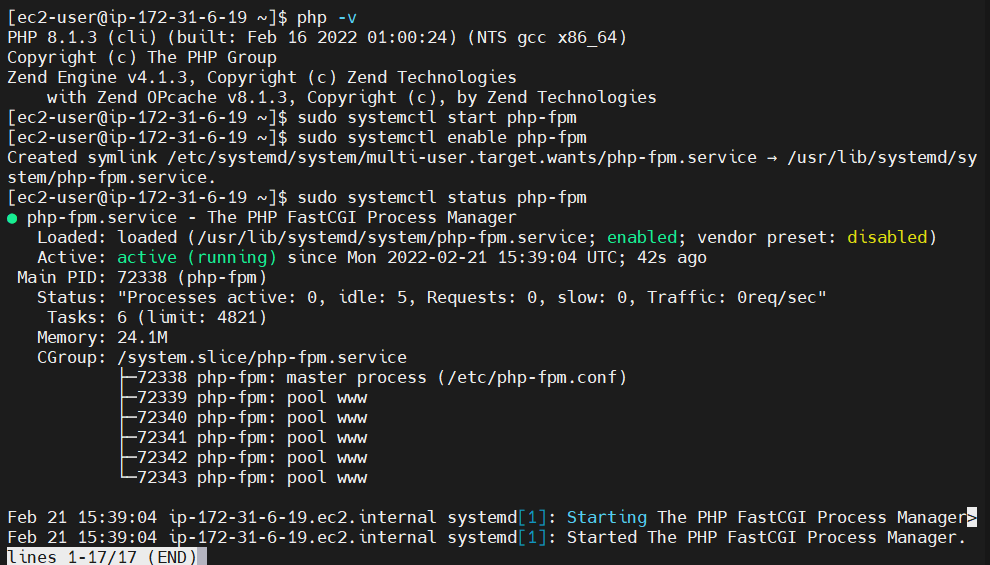 [ec2-user@ip-172-31-6-19 ~]$ php -v
PHP 8.1.3 (cli) (built: Feb 16 2022 01:00:24) (NTS gcc x86_64)
Copyright (c) The PHP Group
Zend Engine v4.1.3, Copyright (c) Zend Technologies
    with Zend OPcache v8.1.3, Copyright (c), by Zend Technologies
[ec2-user@ip-172-31-6-19 ~]$ sudo systemctl start php-fpm
[ec2-user@ip-172-31-6-19 ~]$ sudo systemctl enable php-fpm
Created symlink /etc/systemd/system/multi-user.target.wants/php-fpm.service → /usr/lib/systemd/sy
stem/php-fpm.service.
[ec2-user@ip-172-31-6-19 ~]$ sudo systemctl status php-fpm
● php-fpm.service - The PHP FastCGI Process Manager
   Loaded: loaded (/usr/lib/systemd/system/php-fpm.service; enabled; vendor preset: disabled)
   Active: active (running) since Mon 2022-02-21 15:39:04 UTC; 42s ago
 Main PID: 72338 (php-fpm)
   Status: "Processes active: 0, idle: 5, Requests: 0, slow: 0, Traffic: 0req/sec"
    Tasks: 6 (limit: 4821)
   Memory: 24.1M
   CGroup: /system.slice/php-fpm.service
           ├─72338 php-fpm: master process (/etc/php-fpm.conf)
           ├─72339 php-fpm: pool www
           ├─72340 php-fpm: pool www
           ├─72341 php-fpm: pool www
           ├─72342 php-fpm: pool www
           └─72343 php-fpm: pool www

Feb 21 15:39:04 ip-172-31-6-19.ec2.internal systemd[1]: Starting The PHP FastCGI Process Manager>
Feb 21 15:39:04 ip-172-31-6-19.ec2.internal systemd[1]: Started The PHP FastCGI Process Manager.
lines 1-17/17 (END)